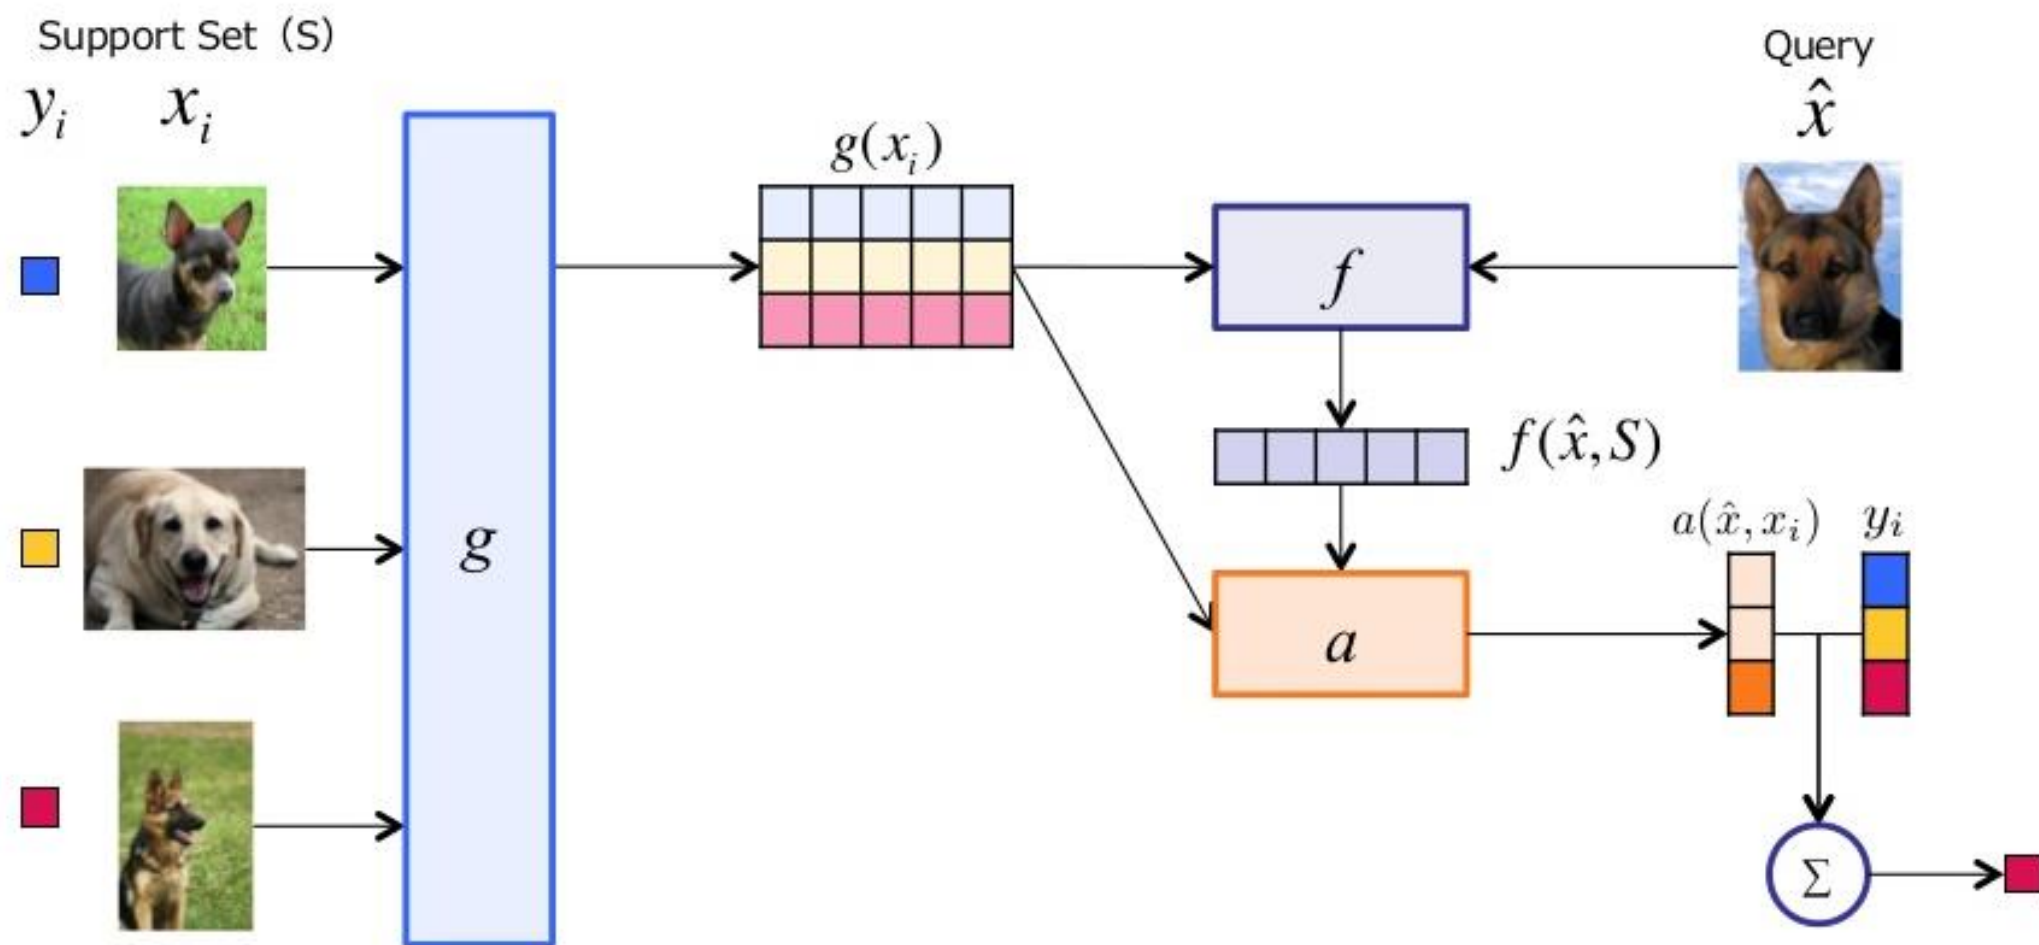 Support Set (S)
y_i x_i
g
g(x_i)
f
f(x̂, S)
a
Query
x̂
a(x̂, x_i) y_i
Σ